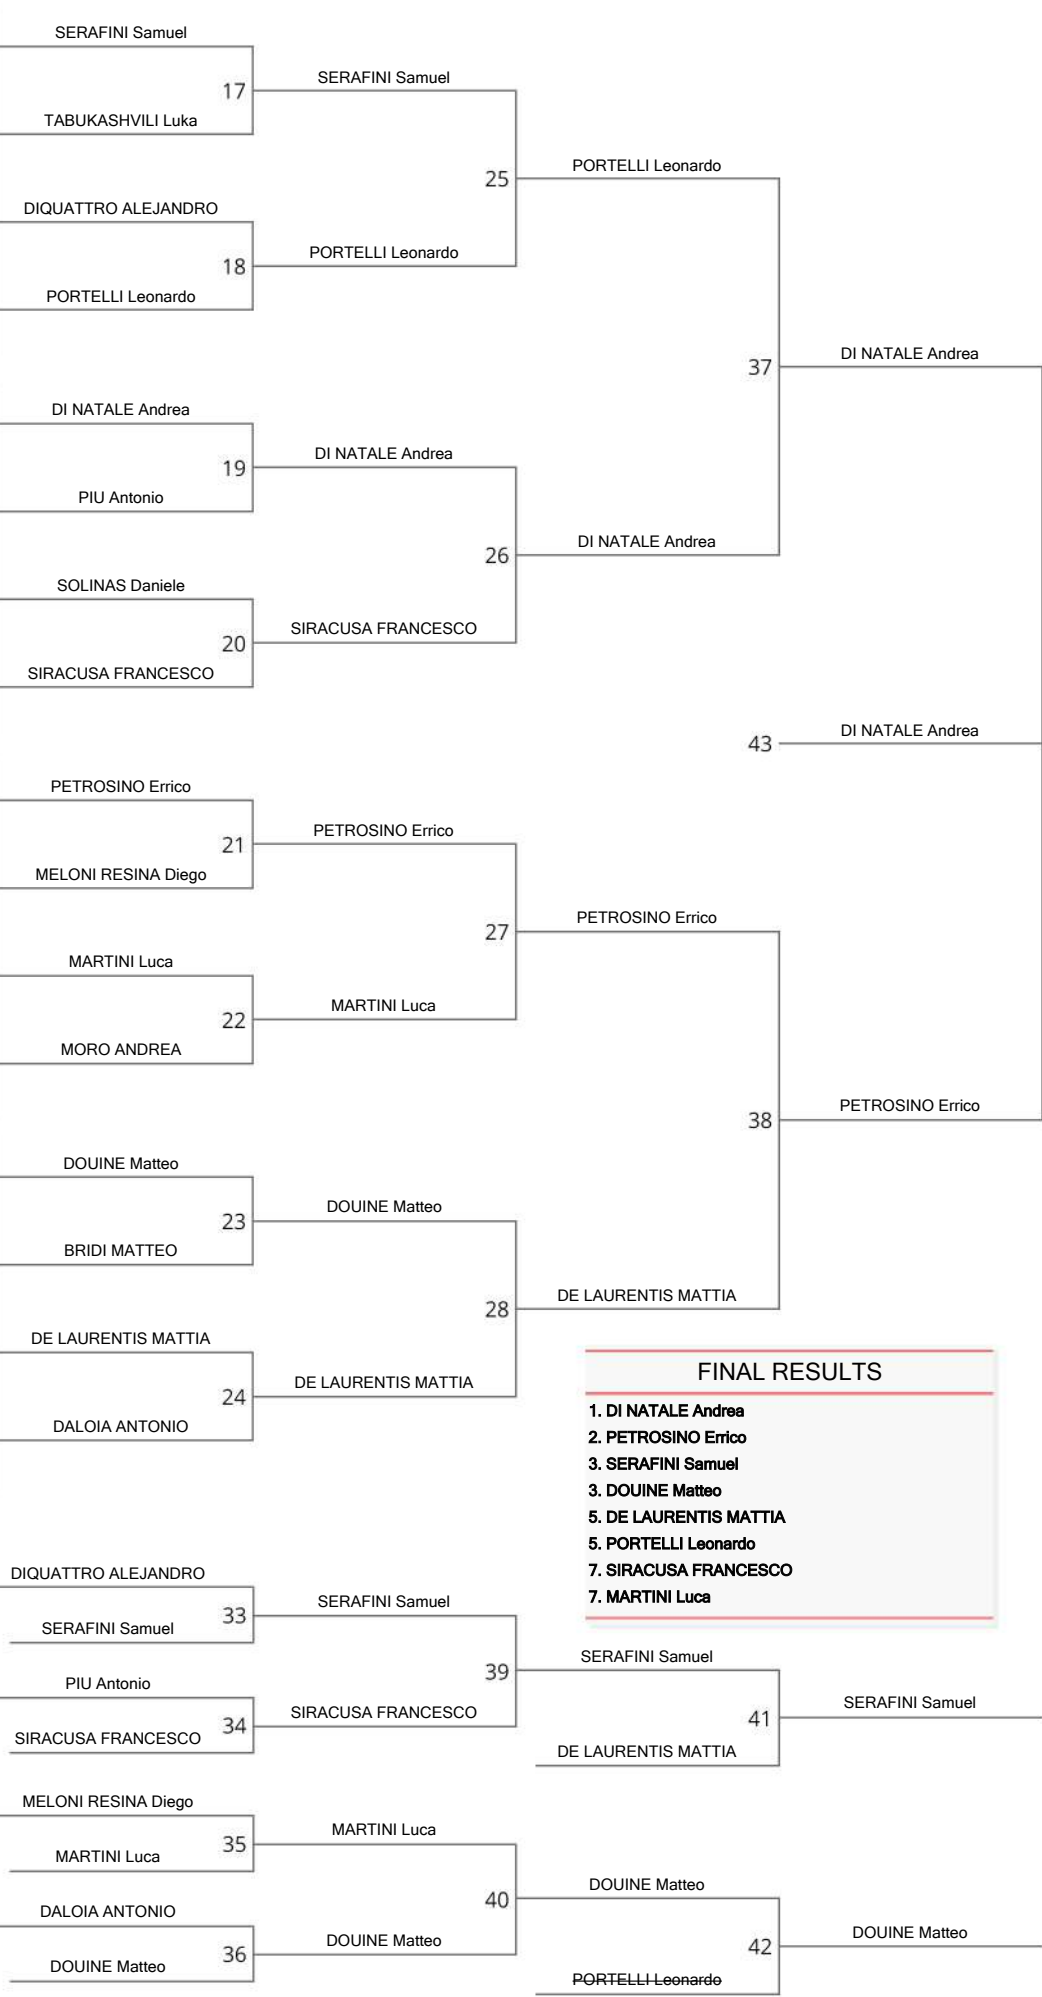 SERAFINI Samuel
17
SERAFINI Samuel
TABUKASHVILI Luka
25
PORTELLI Leonardo
DIQUATTRO ALEJANDRO
18
PORTELLI Leonardo
PORTELLI Leonardo
37
DI NATALE Andrea
DI NATALE Andrea
19
DI NATALE Andrea
PIU Antonio
26
DI NATALE Andrea
SOLINAS Daniele
20
SIRACUSA FRANCESCO
SIRACUSA FRANCESCO
43
DI NATALE Andrea
PETROSINO Errico
21
PETROSINO Errico
MELONI RESINA Diego
27
PETROSINO Errico
MARTINI Luca
22
MARTINI Luca
MORO ANDREA
38
PETROSINO Errico
DOUINE Matteo
23
DOUINE Matteo
BRIDI MATTEO
28
DE LAURENTIS MATTIA
DE LAURENTIS MATTIA
24
DE LAURENTIS MATTIA
DALOIA ANTONIO
FINAL RESULTS
1. DI NATALE Andrea
2. PETROSINO Errico
3. SERAFINI Samuel
3. DOUINE Matteo
5. DE LAURENTIS MATTIA
5. PORTELLI Leonardo
7. SIRACUSA FRANCESCO
7. MARTINI Luca
DIQUATTRO ALEJANDRO
33
SERAFINI Samuel
SERAFINI Samuel
39
SERAFINI Samuel
PIU Antonio
34
SIRACUSA FRANCESCO
SIRACUSA FRANCESCO
41
SERAFINI Samuel
DE LAURENTIS MATTIA
MELONI RESINA Diego
35
MARTINI Luca
MARTINI Luca
40
DOUINE Matteo
DALOIA ANTONIO
36
DOUINE Matteo
DOUINE Matteo
42
DOUINE Matteo
PORTELLI Leonardo